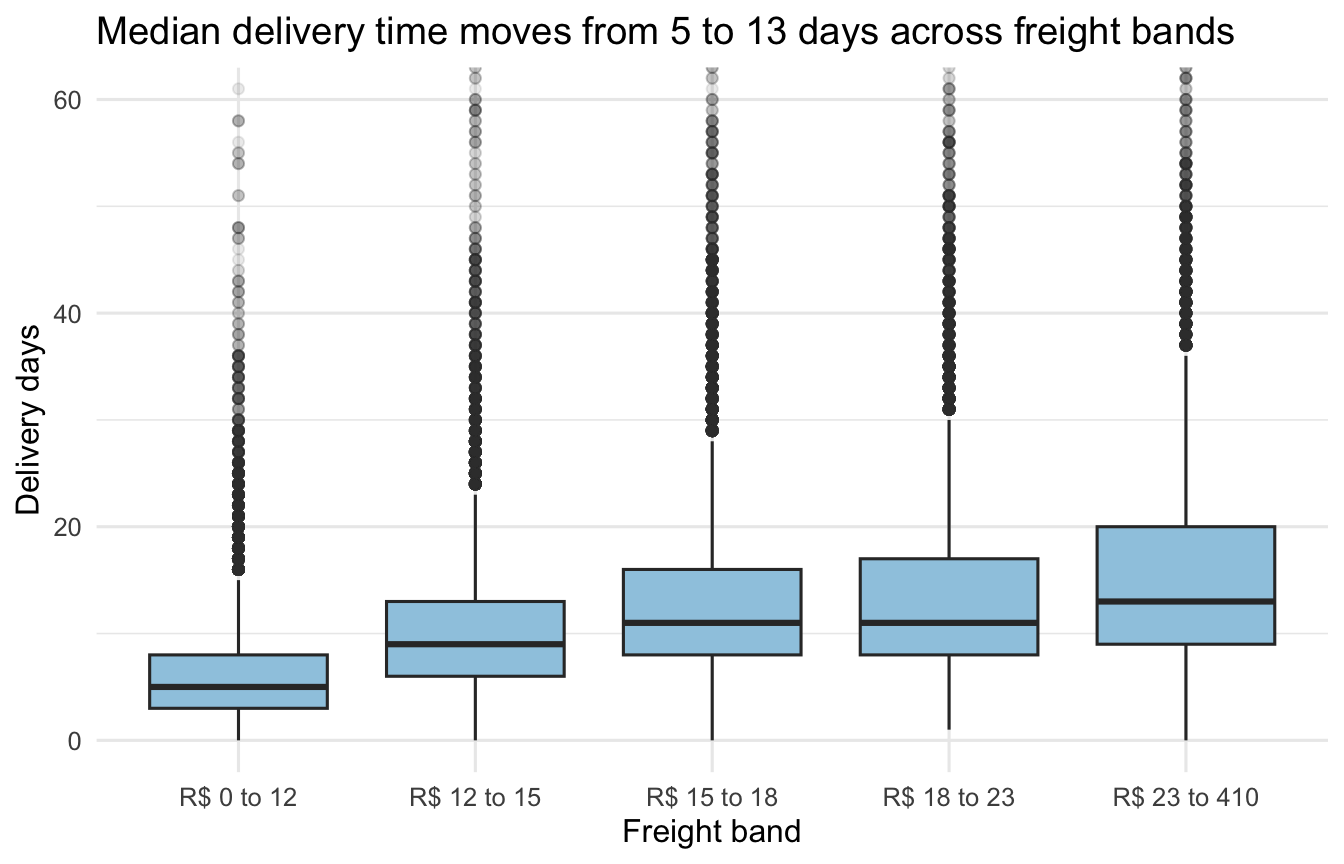 Median delivery time moves from 5 to 13 days across freight bands
60
40
20
0
Delivery days
R$ 0 to 12
R$ 12 to 15
R$ 15 to 18
R$ 18 to 23
R$ 23 to 410
Freight band